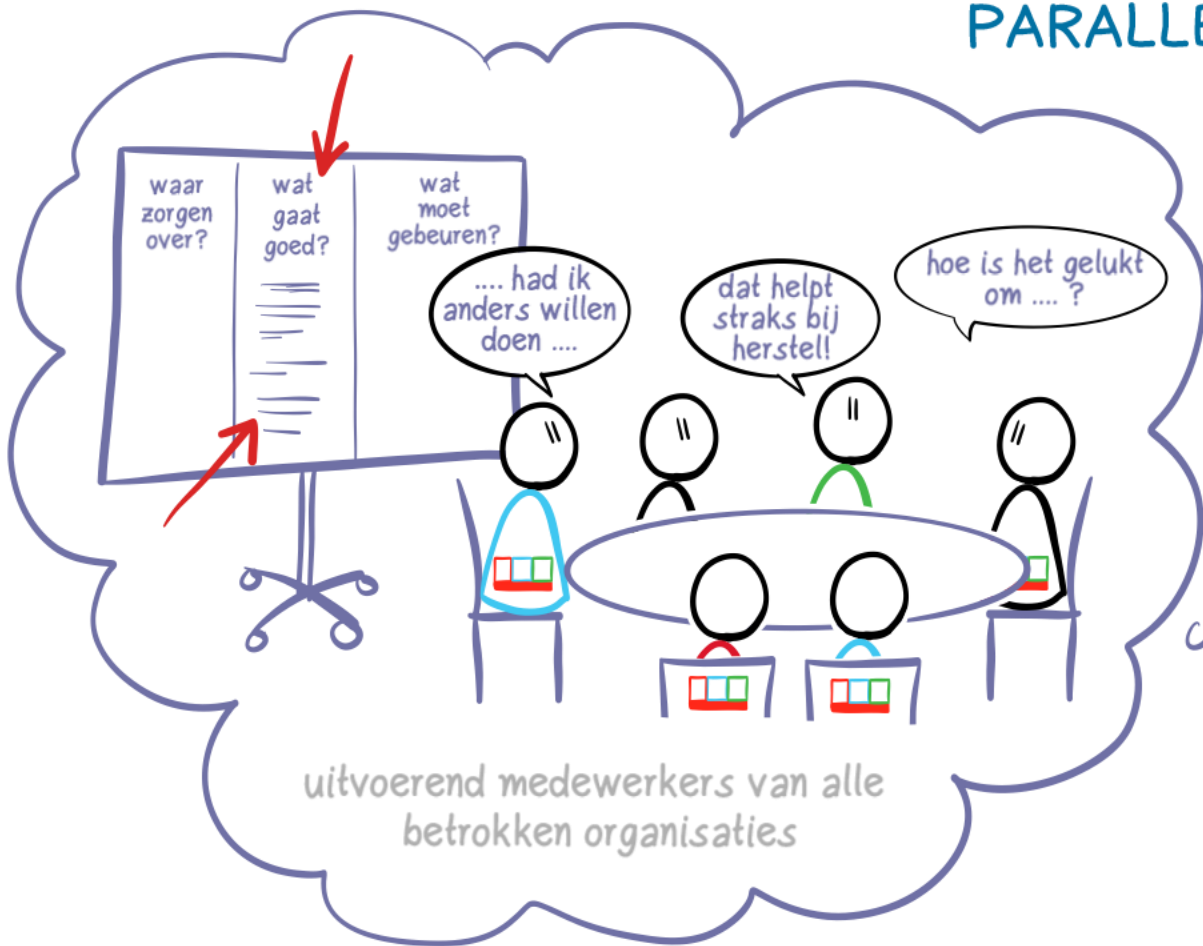 PARALLE
waar
zorgen
over?
wat
gaat
goed?
wat
moet
gebeuren?
.... had ik
anders willen
doen ....
dat helpt
straks bij
herstel!
hoe is het gelukt
om .... ?
uitvoerend medewerkers van alle
betrokken organisaties